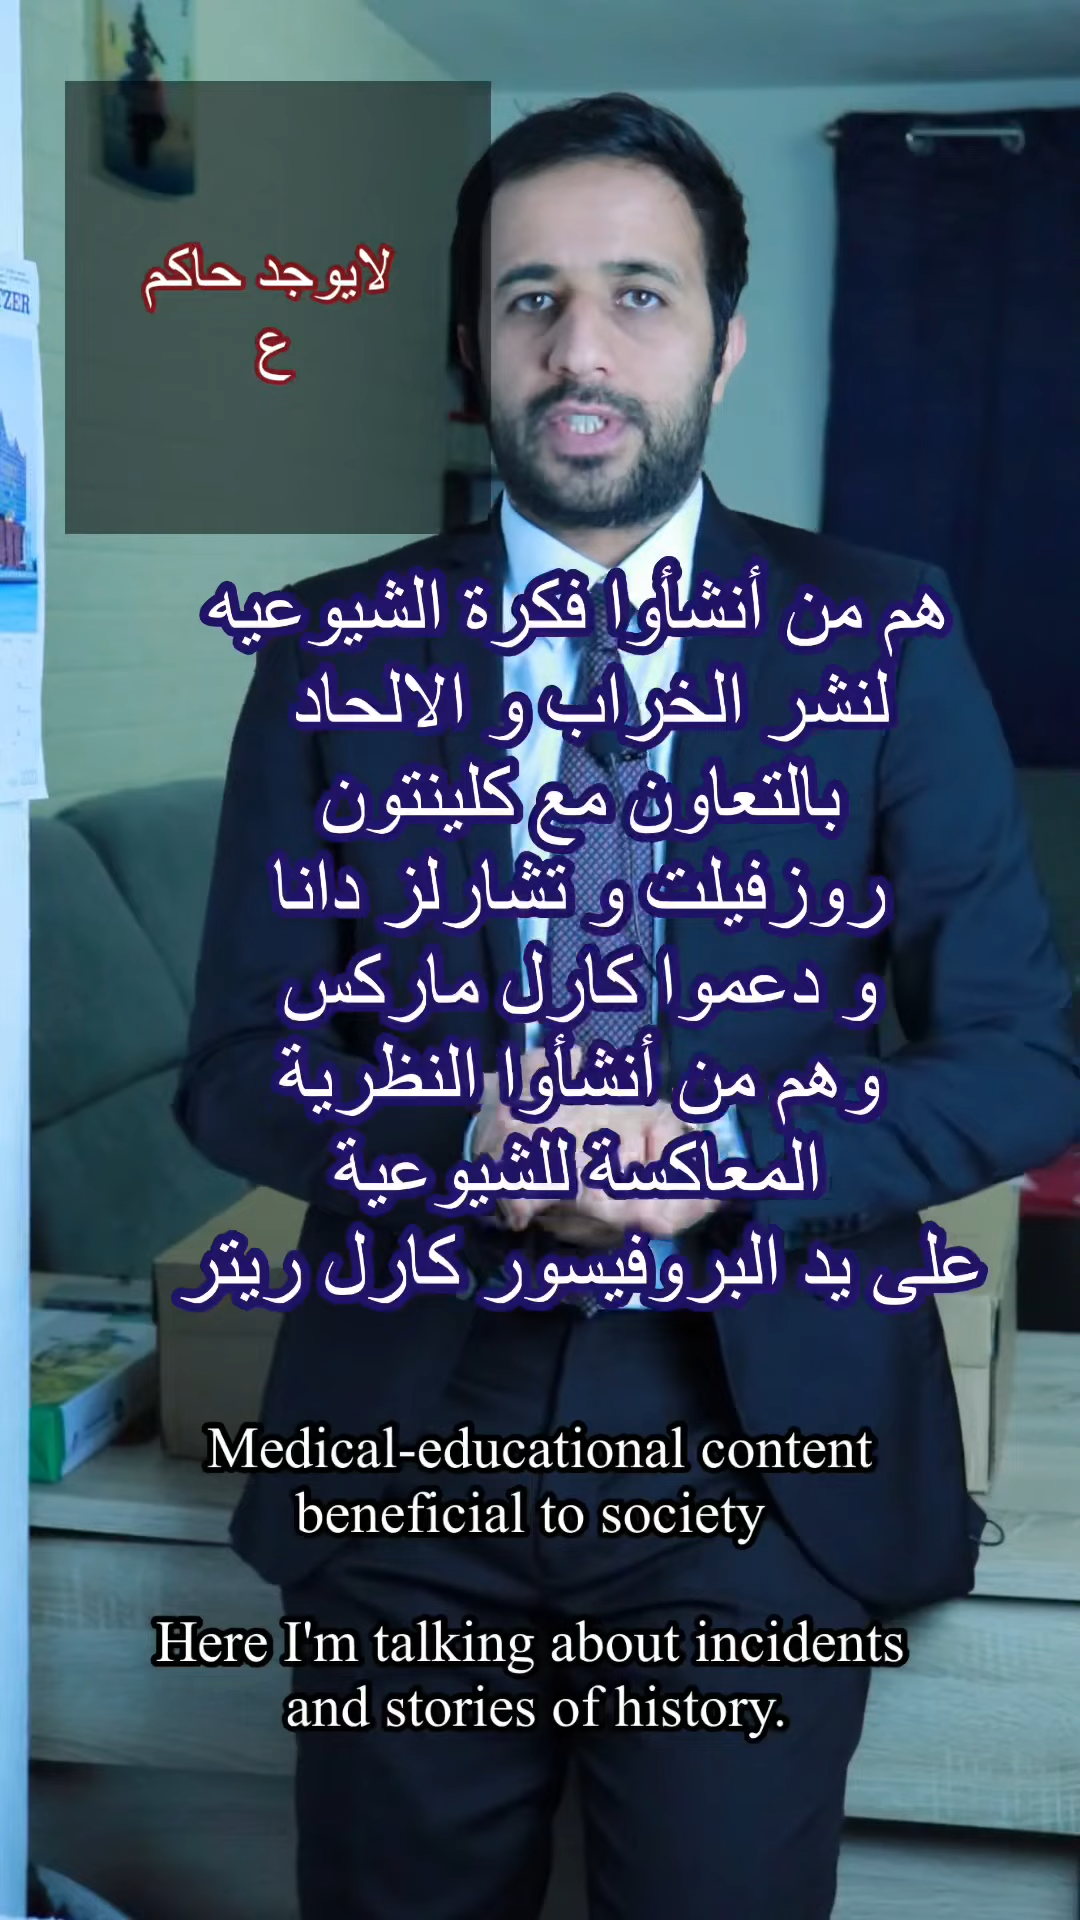 لايوجد حاكم
ع
TZER
هم من أنشأوا فكرة الشيوعيه
لنشر الخراب و الالحاد
بالتعاون مع كلينتون
روزفيلت و تشارلز دانا
و دعموا كارل ماركس
وهم من أنشأوا النظرية
المعاكسة للشيوعية
على يد البروفيسور كارل ريتر
Medical-educational content
beneficial to society
Here I'm talking about incidents
and stories of history.